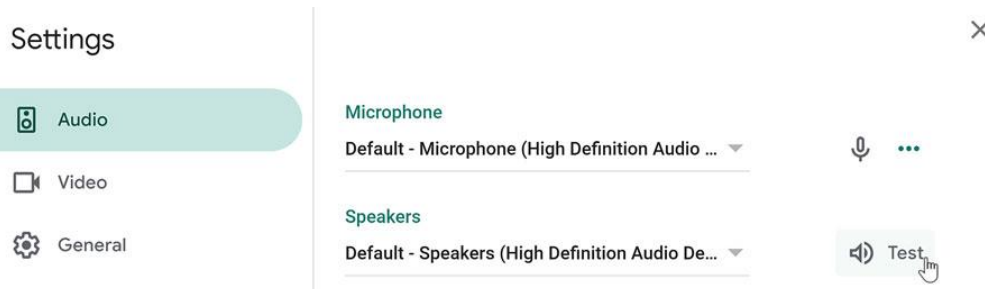 Settings
Audio
Video
General
Microphone
Default - Microphone (High Definition Audio ...
Speakers
Default - Speakers (High Definition Audio De...
Test